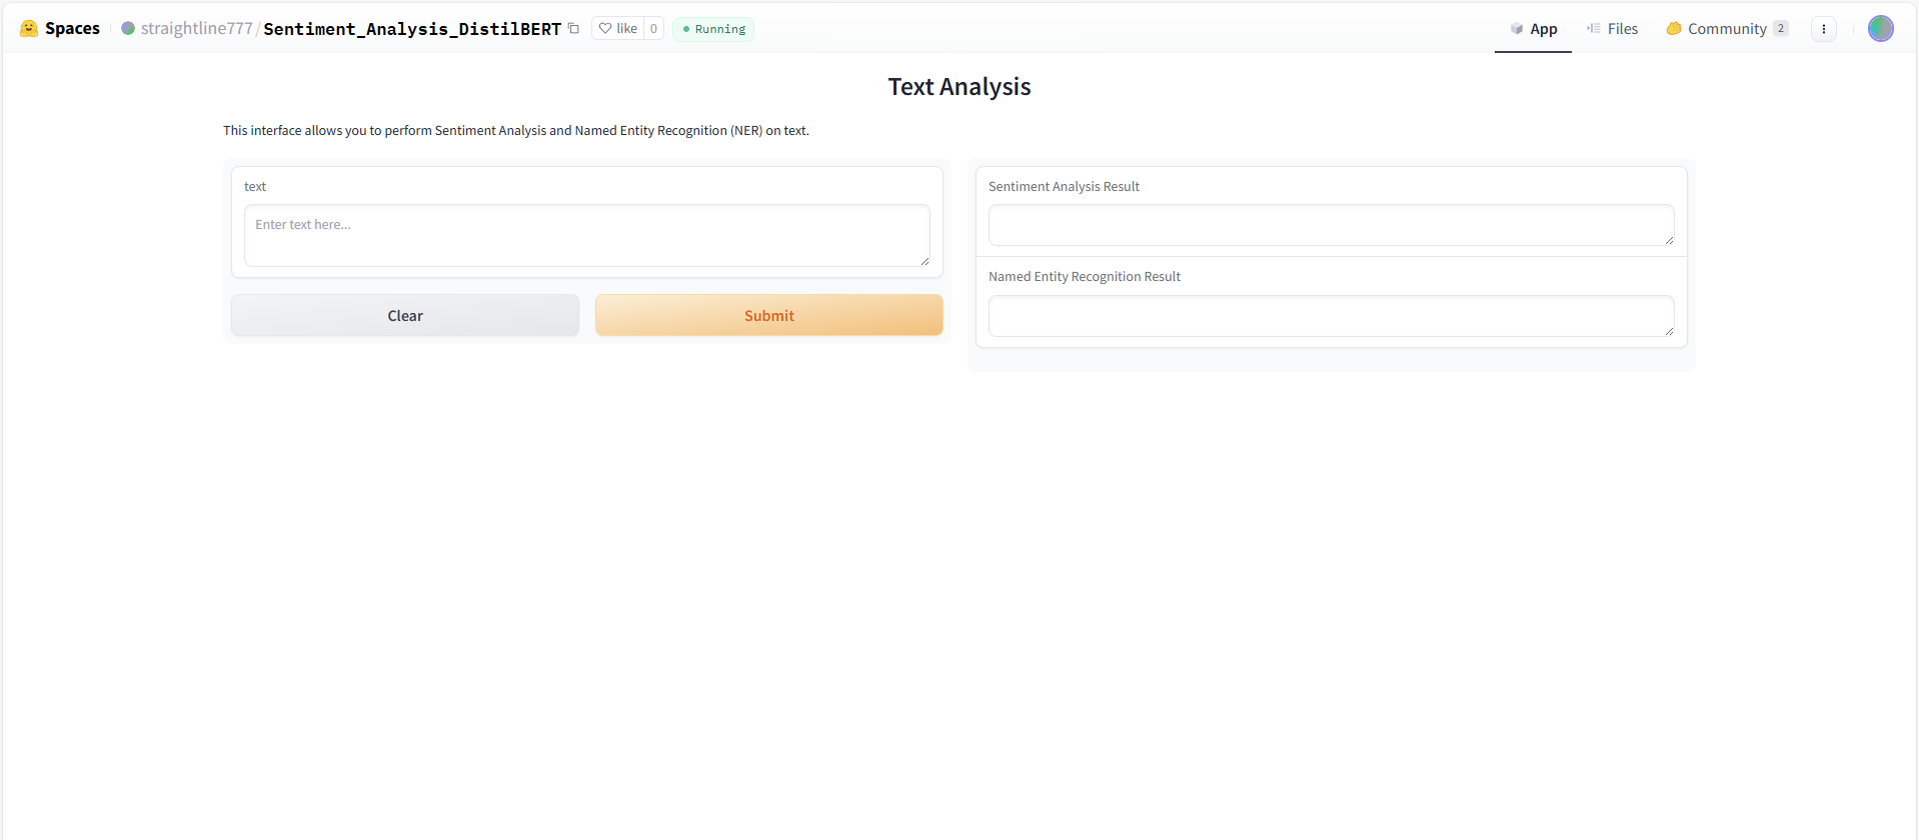 Spaces straightline777/Sentiment_Analysis_DistilBERT like 0 Running App Files Community 2
Text Analysis
This interface allows you to perform Sentiment Analysis and Named Entity Recognition (NER) on text.
text
Enter text here...
Clear Submit
Sentiment Analysis Result
Named Entity Recognition Result